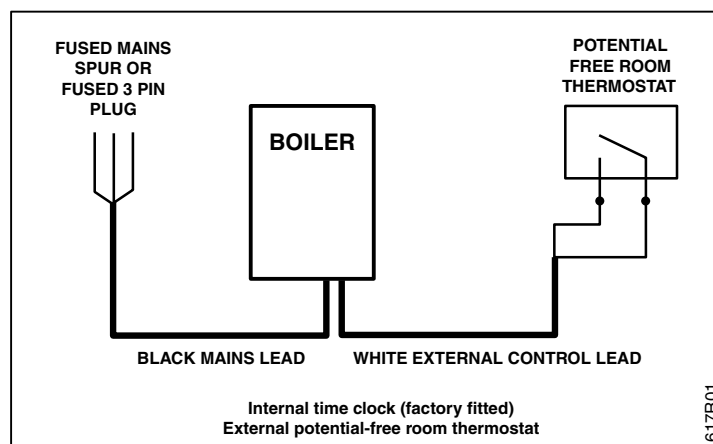 FUSED MAINS
SPUR OR
FUSED 3 PIN
PLUG
BOILER
POTENTIAL
FREE ROOM
THERMOSTAT
BLACK MAINS LEAD
WHITE EXTERNAL CONTROL LEAD
Internal time clock (factory fitted)
External potential-free room thermostat
617R01